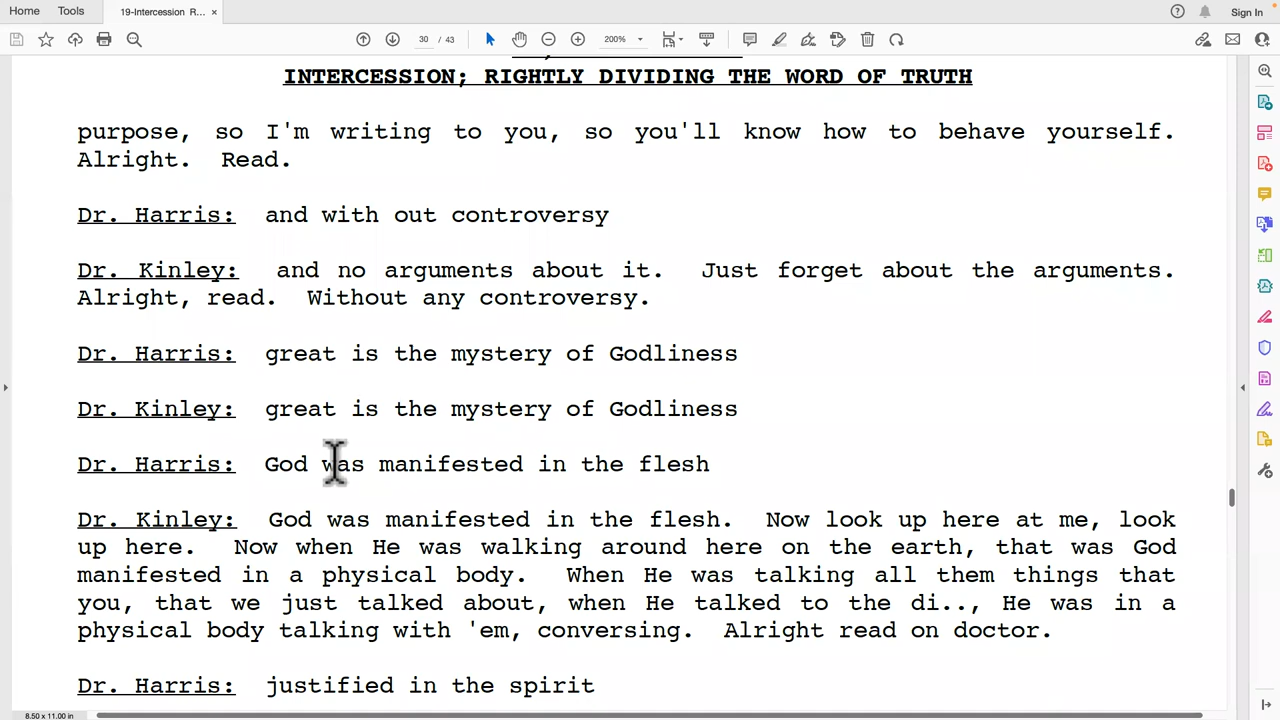 Home Tools 19-Intercession R... × Sign In
30 / 43 200%
INTERCESSION; RIGHTLY DIVIDING THE WORD OF TRUTH
purpose, so I'm writing to you, so you'll know how to behave yourself.
Alright. Read.
Dr. Harris: and with out controversy
Dr. Kinley: and no arguments about it. Just forget about the arguments.
Alright, read. Without any controversy.
Dr. Harris: great is the mystery of Godliness
Dr. Kinley: great is the mystery of Godliness
Dr. Harris: God was manifested in the flesh
Dr. Kinley: God was manifested in the flesh. Now look up here at me, look
up here. Now when He was walking around here on the earth, that was God
manifested in a physical body. When He was talking all them things that
you, that we just talked about, when He talked to the di.., He was in a
physical body talking with 'em, conversing. Alright read on doctor.
Dr. Harris: justified in the spirit
8.50 x 11.00 in